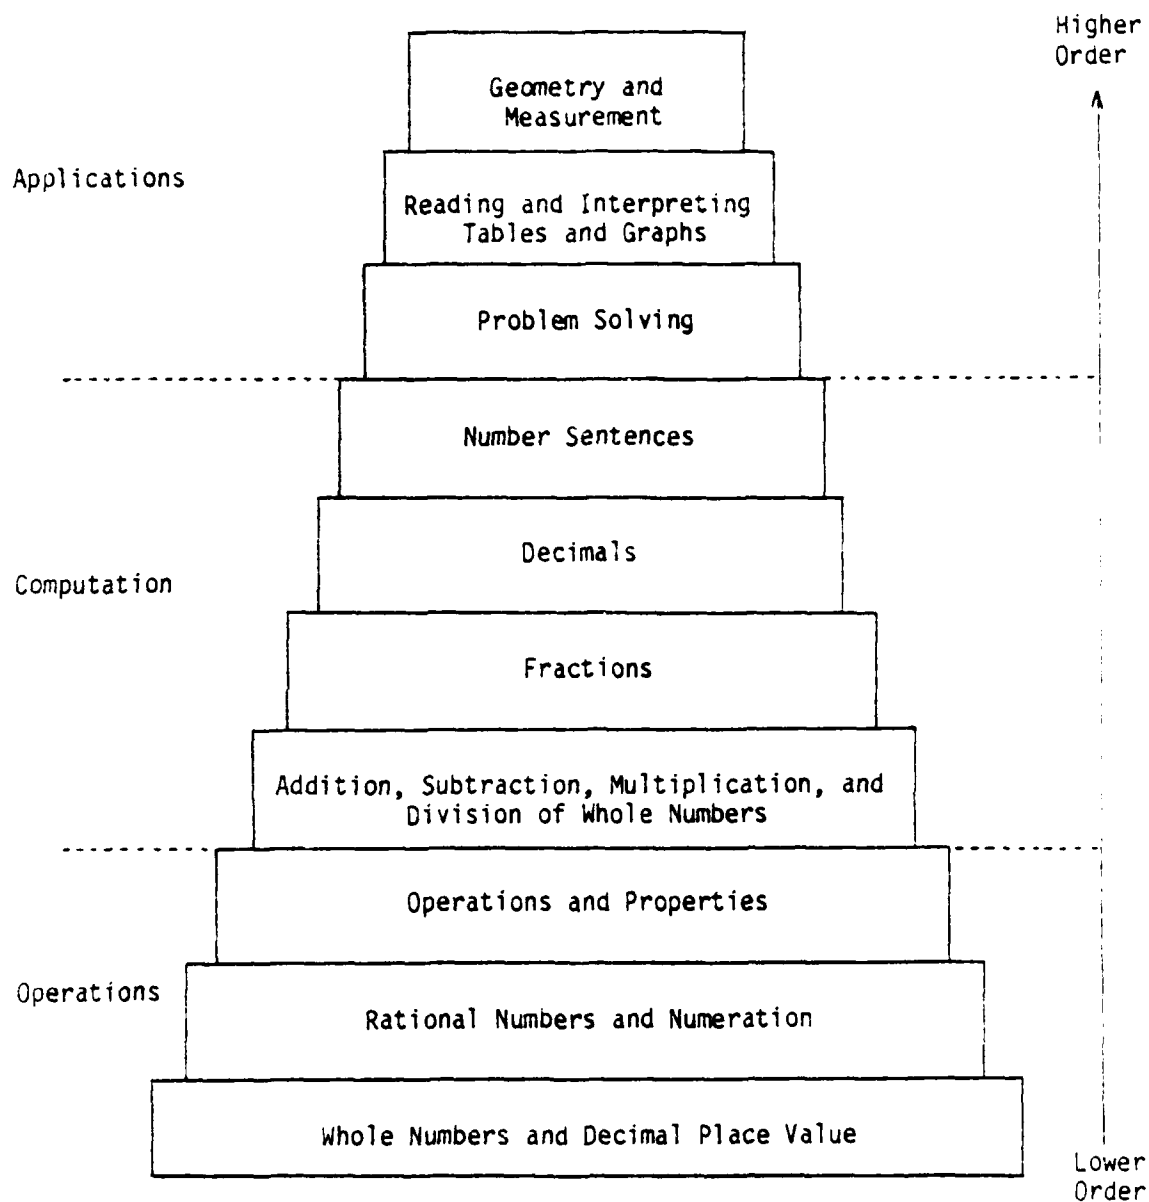 Higher
Order
Geometry and
Measurement
Applications
Reading and Interpreting
Tables and Graphs
Problem Solving
Number Sentences
Decimals
Computation
Fractions
Addition, Subtraction, Multiplication, and
Division of Whole Numbers
Operations and Properties
Operations
Rational Numbers and Numeration
Whole Numbers and Decimal Place Value
Lower
Order